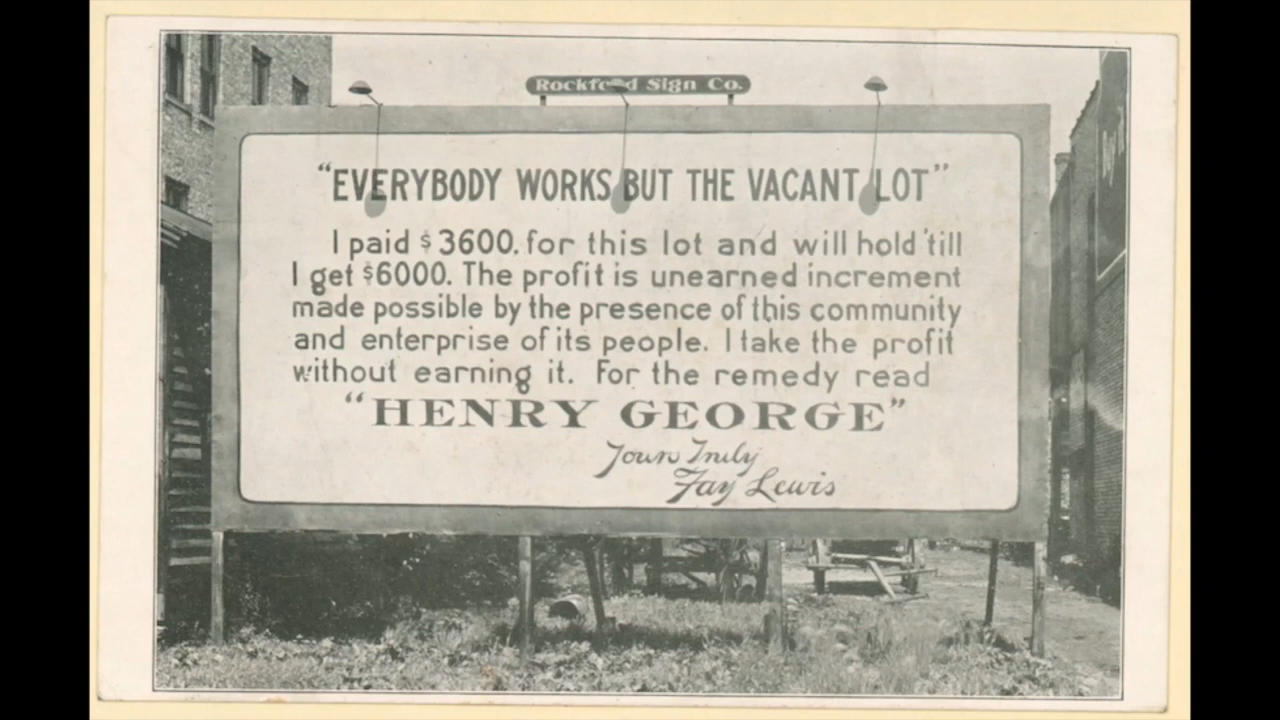 Rockford Sign Co.
"EVERYBODY WORKS BUT THE VACANT LOT"
I paid $3600. for this lot and will hold 'till
I get $6000. The profit is unearned increment
made possible by the presence of this community
and enterprise of its people. I take the profit
without earning it. For the remedy read
"HENRY GEORGE"
Yours Truly
Fay Lewis